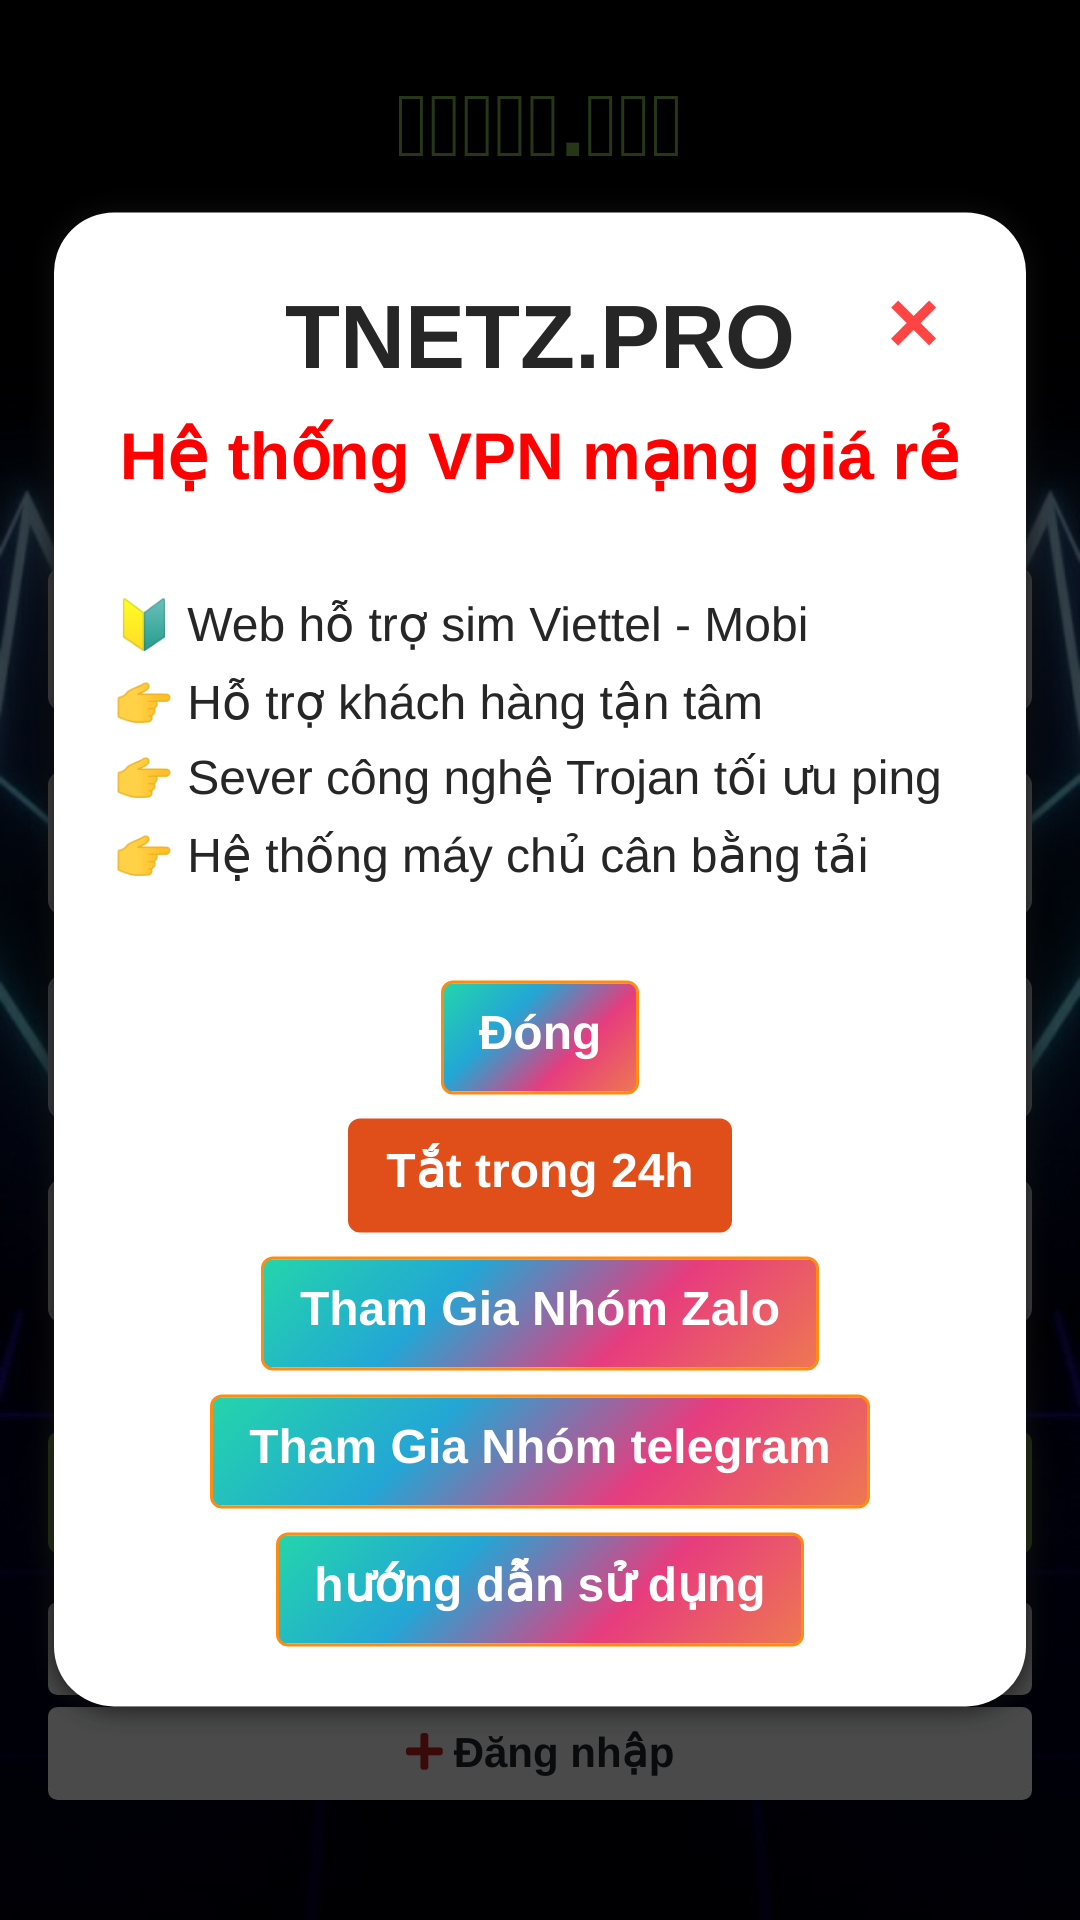 TNETZ.PRO
Hệ thống VPN mạng giá rẻ
🔰 Web hỗ trợ sim Viettel - Mobi
👉 Hỗ trợ khách hàng tận tâm
👉 Sever công nghệ Trojan tối ưu ping
👉 Hệ thống máy chủ cân bằng tải
Đóng
Tắt trong 24h
Tham Gia Nhóm Zalo
Tham Gia Nhóm telegram
hướng dẫn sử dụng
Đăng nhập